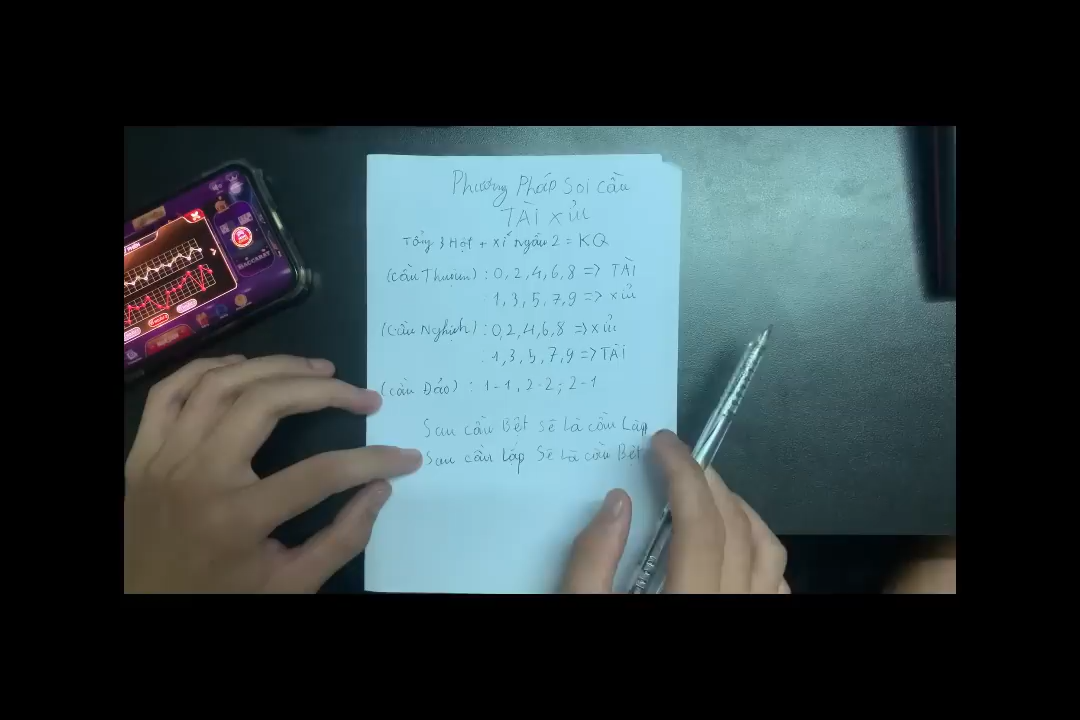 Phương Pháp Soi Cầu
TÀI XỈU
Tổng 3 Hột + xí ngầu 2 = KQ
(Cầu Thuận) : 0, 2, 4, 6, 8 => TÀI
: 1, 3, 5, 7, 9 => xỉu
(Cầu Nghịch) : 0, 2, 4, 6, 8 => xỉu
: 1, 3, 5, 7, 9 => TÀI
(Cầu Đảo) : 1-1, 2-2; 2-1
Sau cầu Bệt Sẽ Là cầu Lặp
Sau cầu Lặp Sẽ Là cầu Bệt
BACCARAT